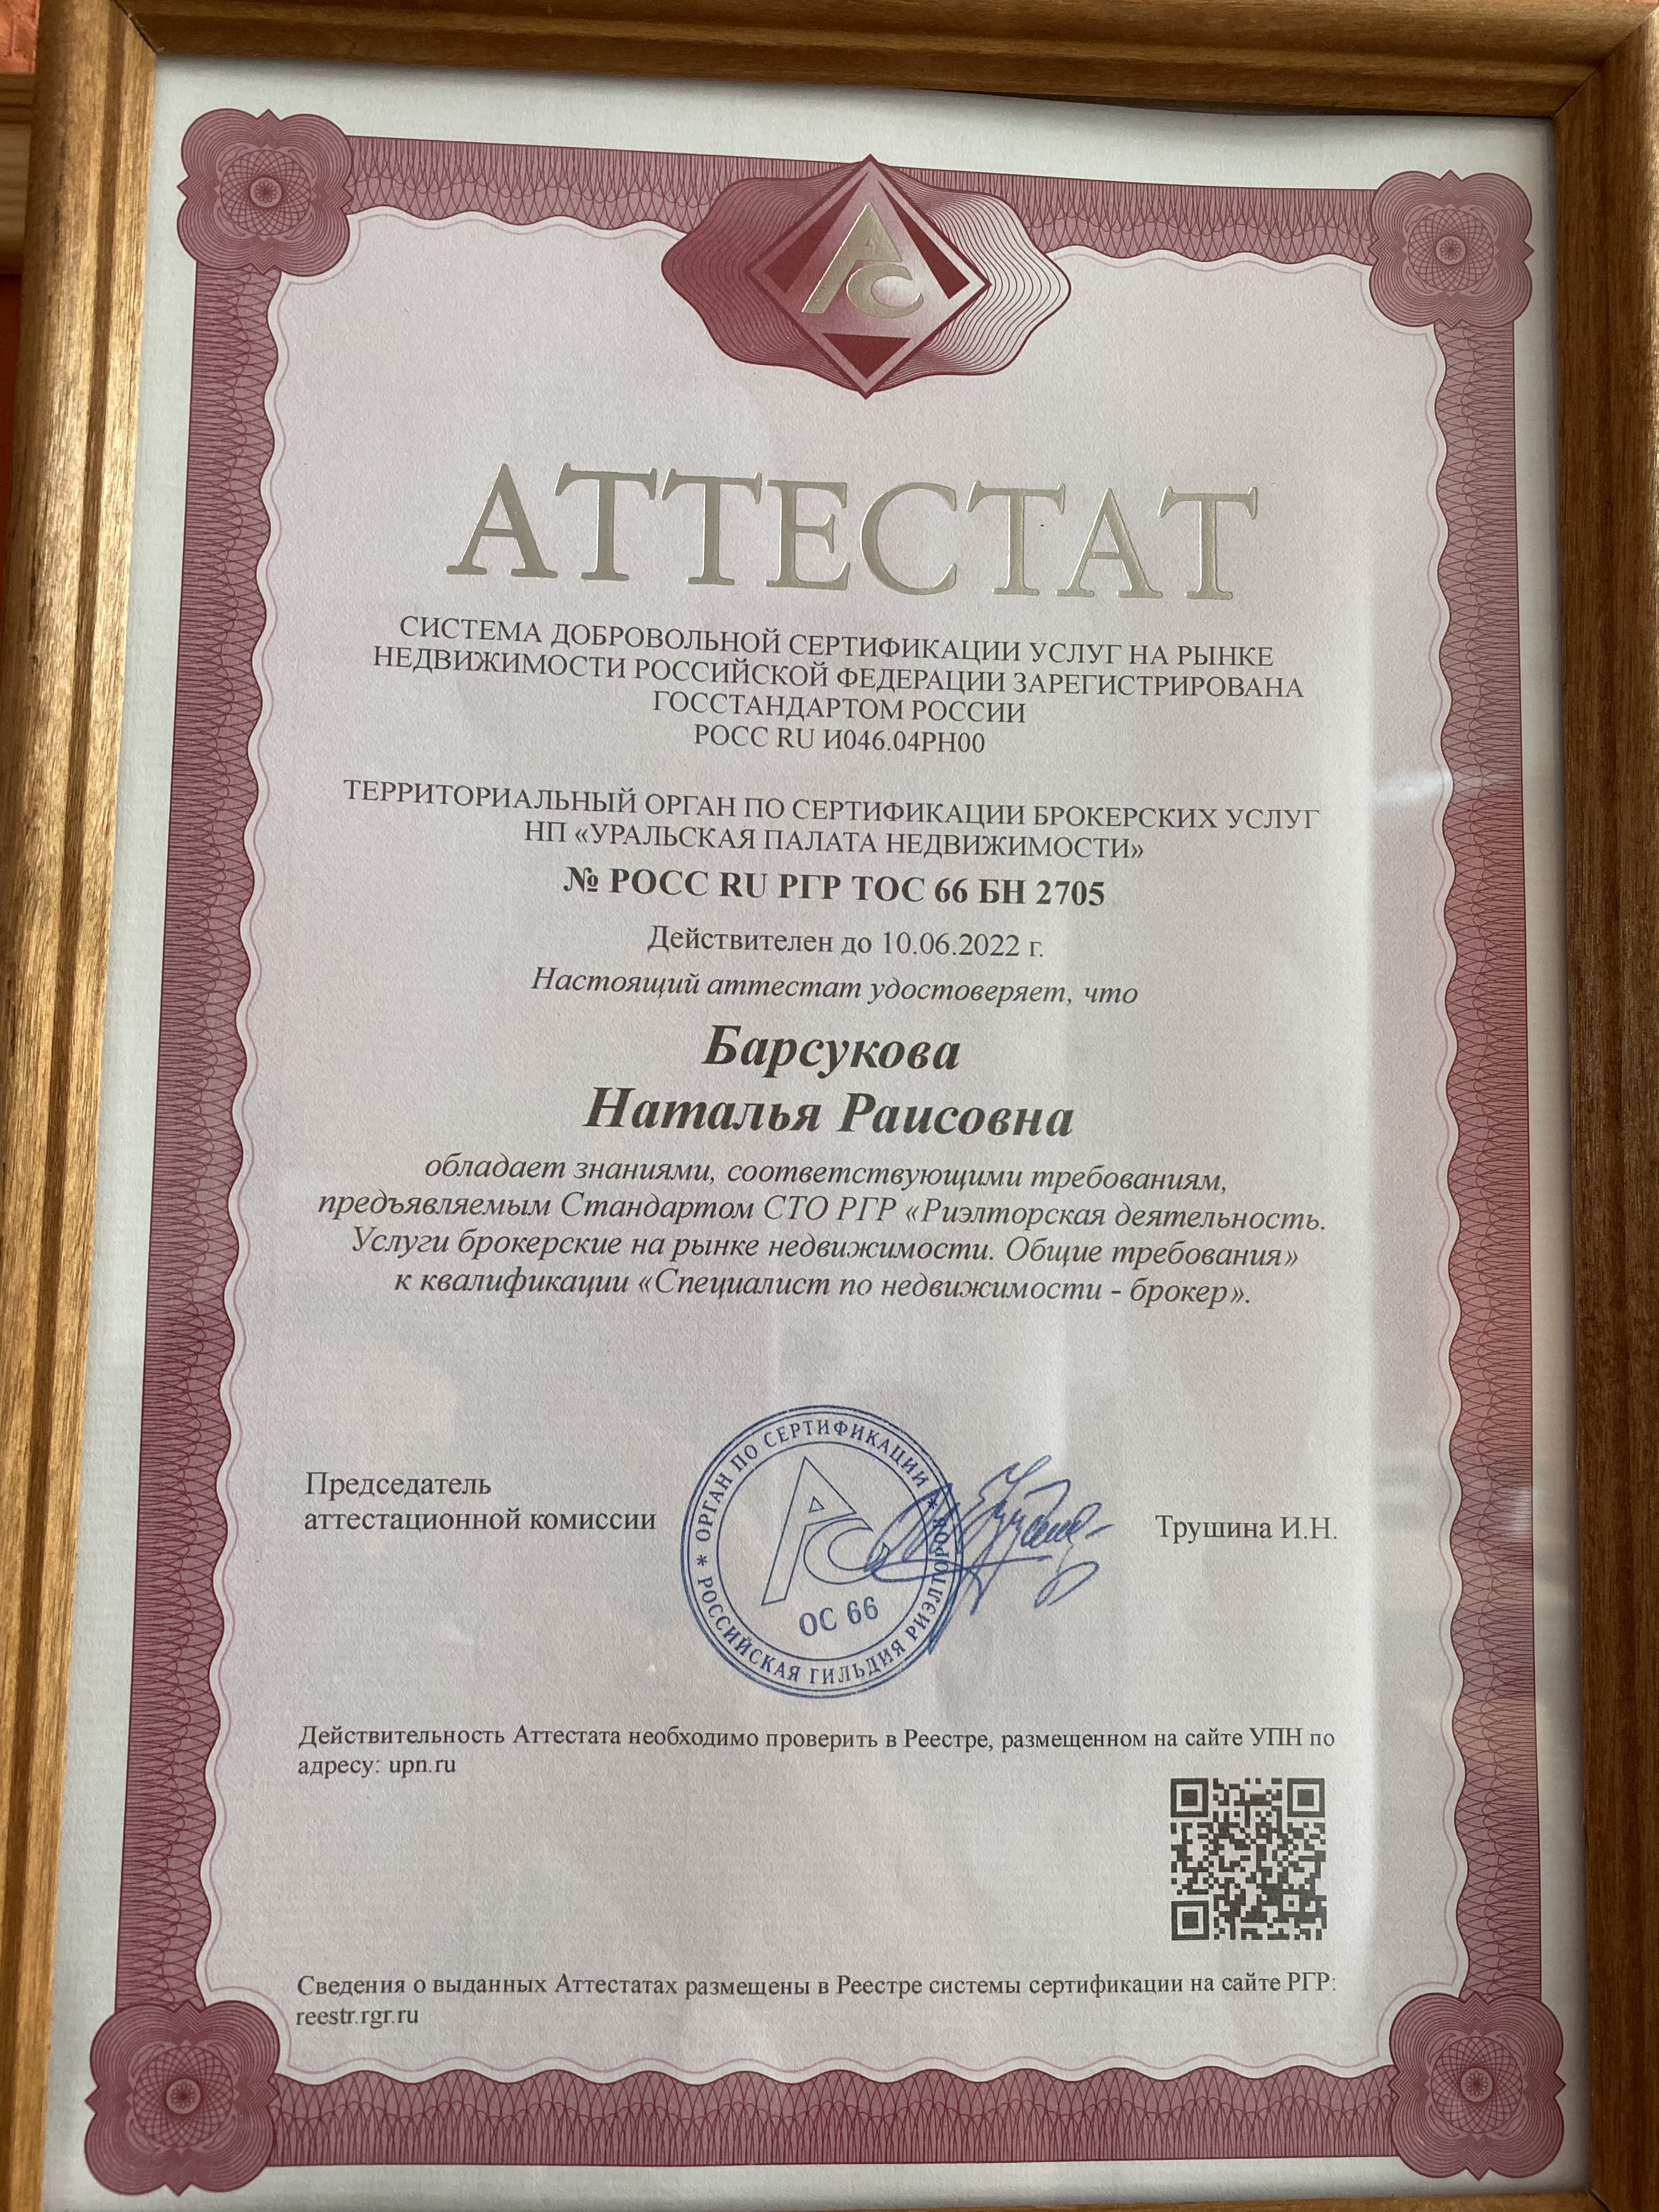 АС
АТТЕСТАТ
СИСТЕМА ДОБРОВОЛЬНОЙ СЕРТИФИКАЦИИ УСЛУГ НА РЫНКЕ
НЕДВИЖИМОСТИ РОССИЙСКОЙ ФЕДЕРАЦИИ ЗАРЕГИСТРИРОВАНА
ГОССТАНДАРТОМ РОССИИ
РОСС RU И046.04РН00
ТЕРРИТОРИАЛЬНЫЙ ОРГАН ПО СЕРТИФИКАЦИИ БРОКЕРСКИХ УСЛУГ
НП «УРАЛЬСКАЯ ПАЛАТА НЕДВИЖИМОСТИ»
№ РОСС RU РГР ТОС 66 БН 2705
Действителен до 10.06.2022 г.
Настоящий аттестат удостоверяет, что
Барсукова
Наталья Раисовна
обладает знаниями, соответствующими требованиям,
предъявляемым Стандартом СТО РГР «Риэлторская деятельность.
Услуги брокерские на рынке недвижимости. Общие требования»
к квалификации «Специалист по недвижимости - брокер».
Председатель
аттестационной комиссии
* ОРГАН ПО СЕРТИФИКАЦИИ *
РОССИЙСКАЯ ГИЛЬДИЯ РИЭЛТОРОВ
АС
ОС 66
Трушина И.Н.
Действительность Аттестата необходимо проверить в Реестре, размещенном на сайте УПН по
адресу: upn.ru
Сведения о выданных Аттестатах размещены в Реестре системы сертификации на сайте РГР:
reestr.rgr.ru